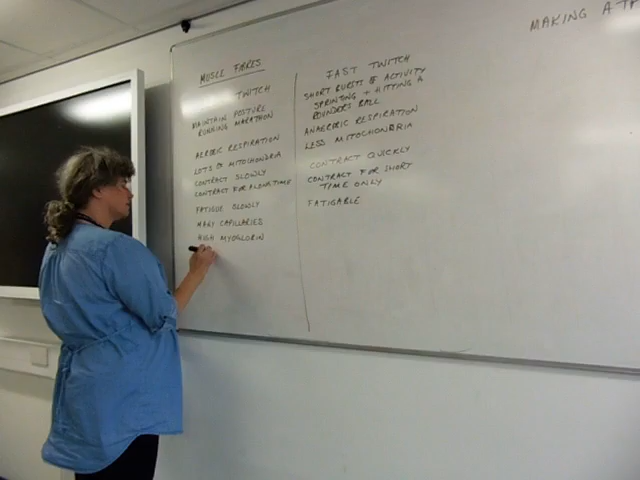 MUSCLE FIBRES
TWITCH
MAINTAIN POSTURE
RUNNING MARATHON
AEROBIC RESPIRATION
LOTS OF MITOCHONDRIA
CONTRACT SLOWLY
CONTRACT FOR A LONG TIME
FATIGUE SLOWLY
MANY CAPILLARIES
HIGH MYOGLOBIN
FAST TWITCH
SHORT BURSTS OF ACTIVITY
SPRINTING + HITTING A
ROUNDERS BALL
ANAEROBIC RESPIRATION
LESS MITOCHONDRIA
CONTRACT QUICKLY
CONTRACT FOR SHORT
TIME ONLY
FATIGABLE
MAKING ATP